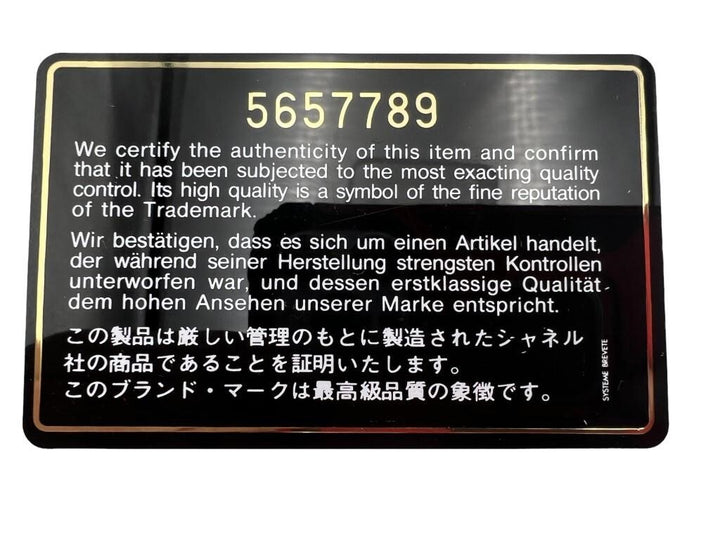 5657789
We certify the authenticity of this item and confirm
that it has been subjected to the most exacting quality
control. Its high quality is a symbol of the fine reputation
of the Trademark.
Wir bestätigen, dass es sich um einen Artikel handelt,
der während seiner Herstellung strengsten Kontrollen
unterworfen war, und dessen erstklassige Qualität
dem hohen Ansehen unserer Marke entspricht.
この製品は厳しい管理のもとに製造されたシャネル
社の商品であることを証明いたします。
このブランド・マークは最高級品質の象徴です。
SYSTEME BREVETE